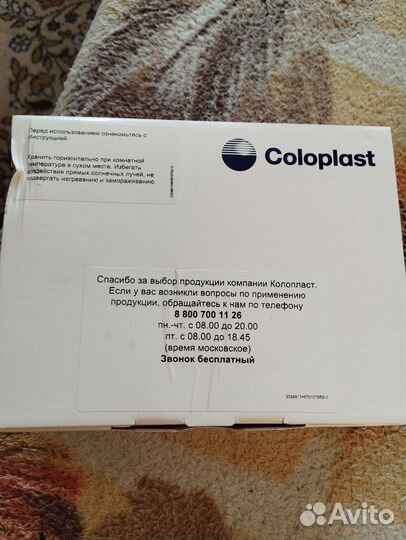 Перед использованием ознакомьтесь с
Инструкцией.
Хранить горизонтально при комнатной
температуре в сухом месте. Избегать
воздействия прямых солнечных лучей, не
подвергать нагреванию и замораживанию.
Coloplast
Спасибо за выбор продукции компании Колопласт.
Если у вас возникли вопросы по применению
продукции, обращайтесь к нам по телефону
8 800 700 11 26
пн.-чт. с 08.00 до 20.00
пт. с 08.00 до 18.45
(время московское)
Звонок бесплатный
Avito